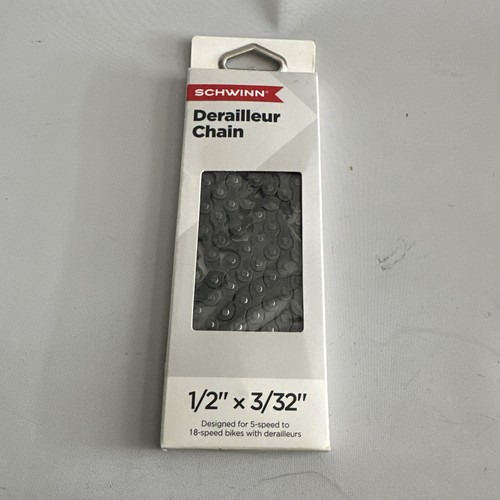 SCHWINN®
Derailleur
Chain
1/2" x 3/32"
Designed for 5-speed to
18-speed bikes with derailleurs